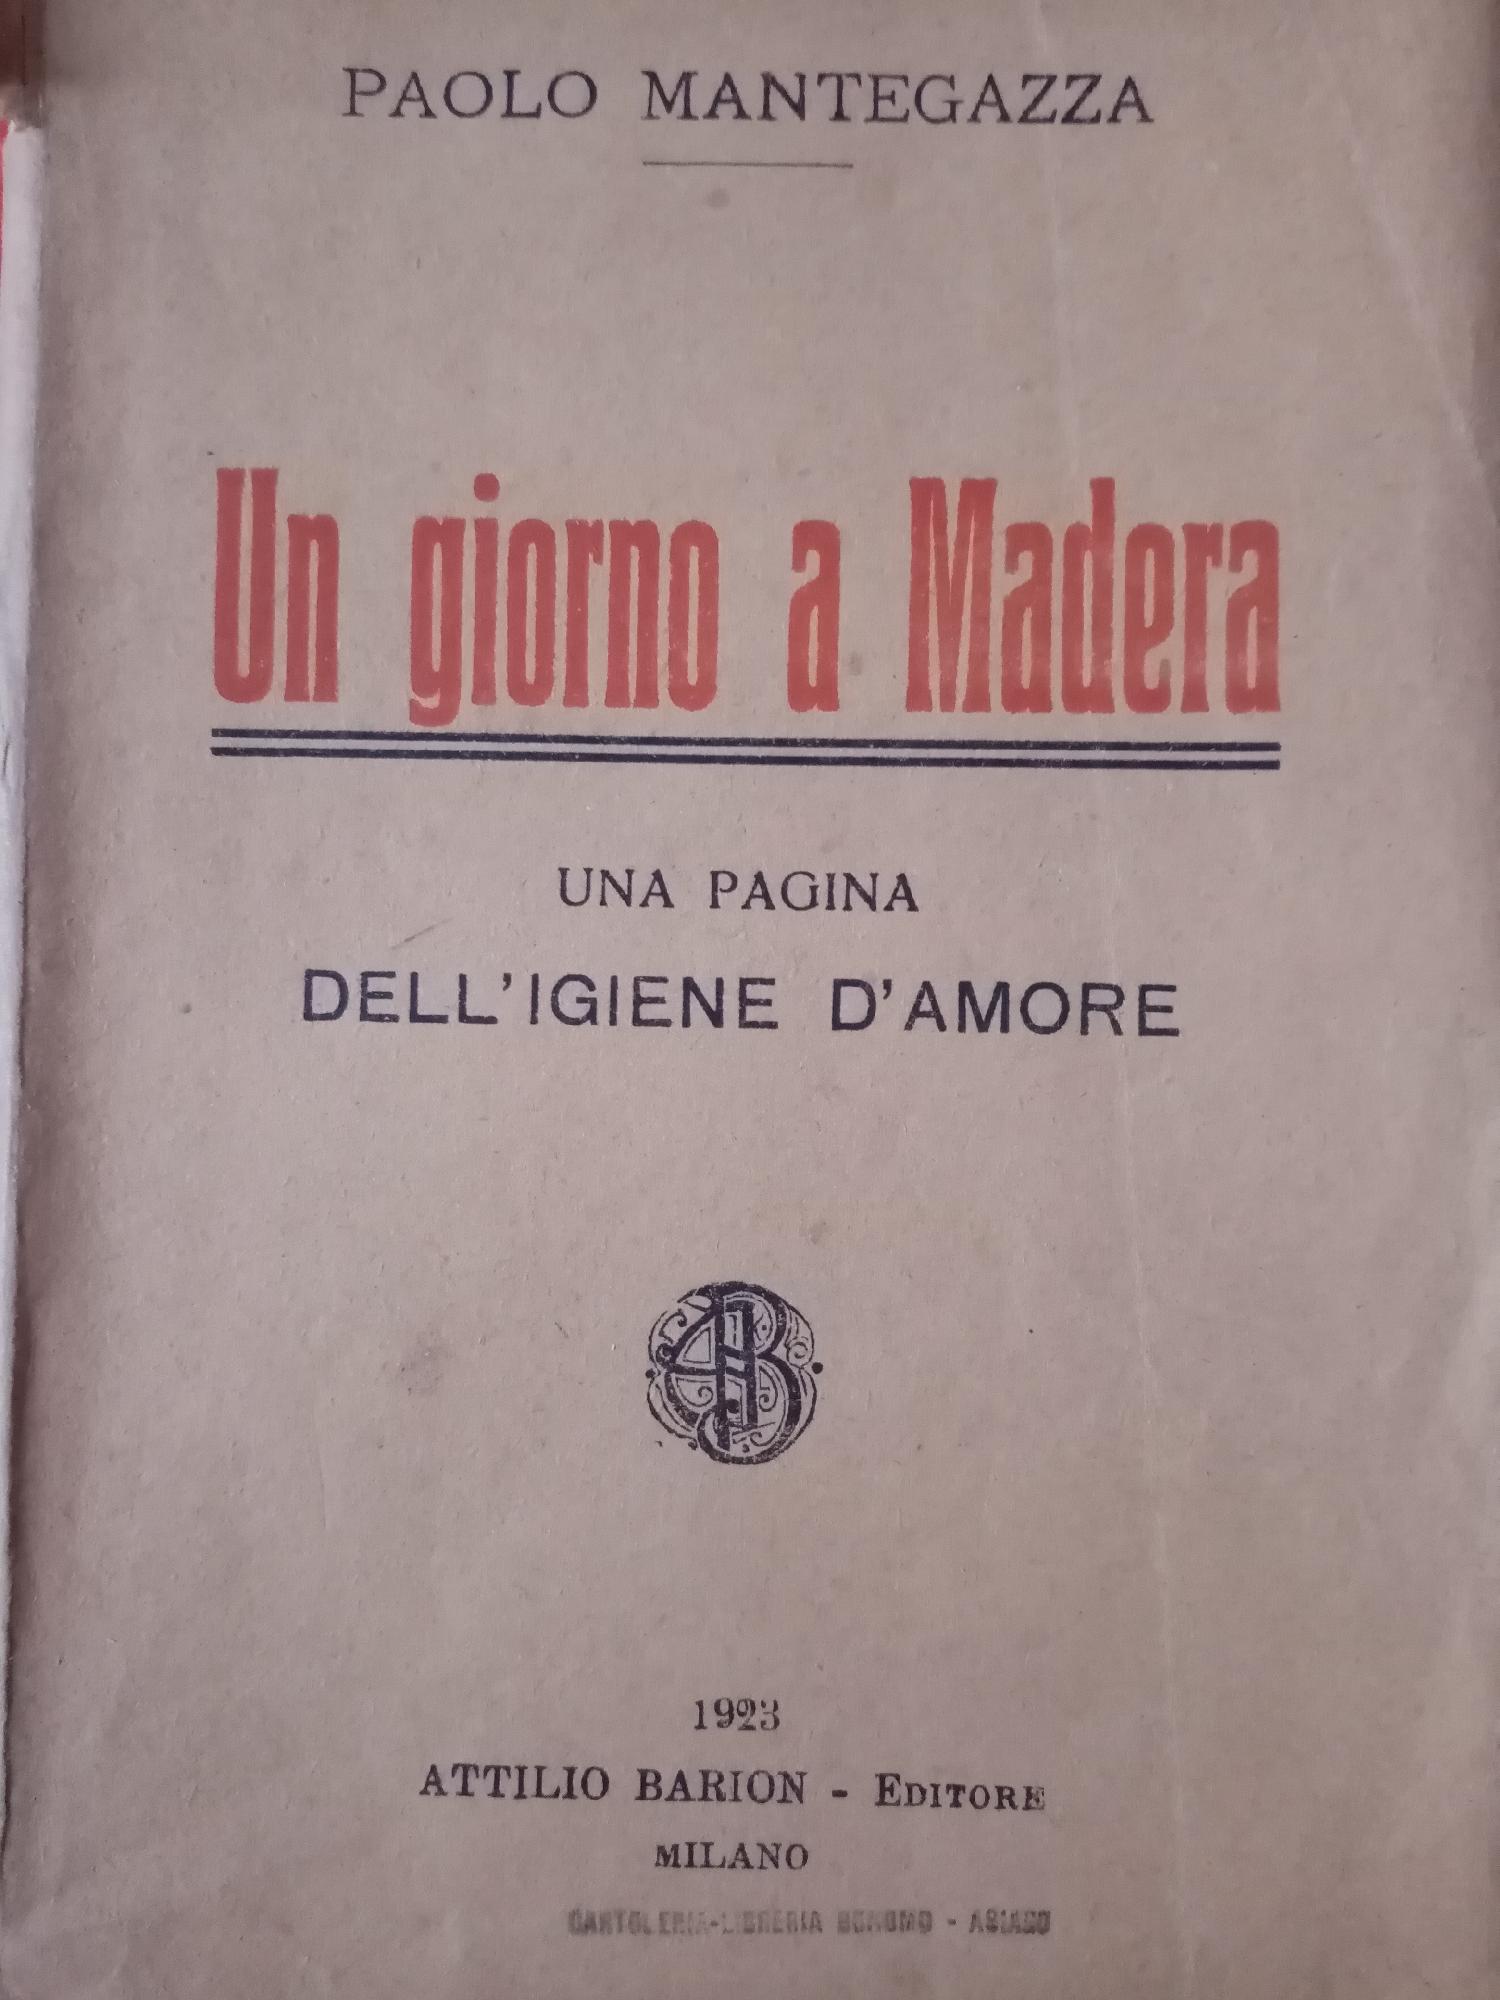 PAOLO MANTEGAZZA
Un giorno a Madera
UNA PAGINA
DELL'IGIENE D'AMORE
AB
1923
ATTILIO BARION - EDITORE
MILANO
CARTOLERIA-LIBRERIA BONOMO - ASIAGO